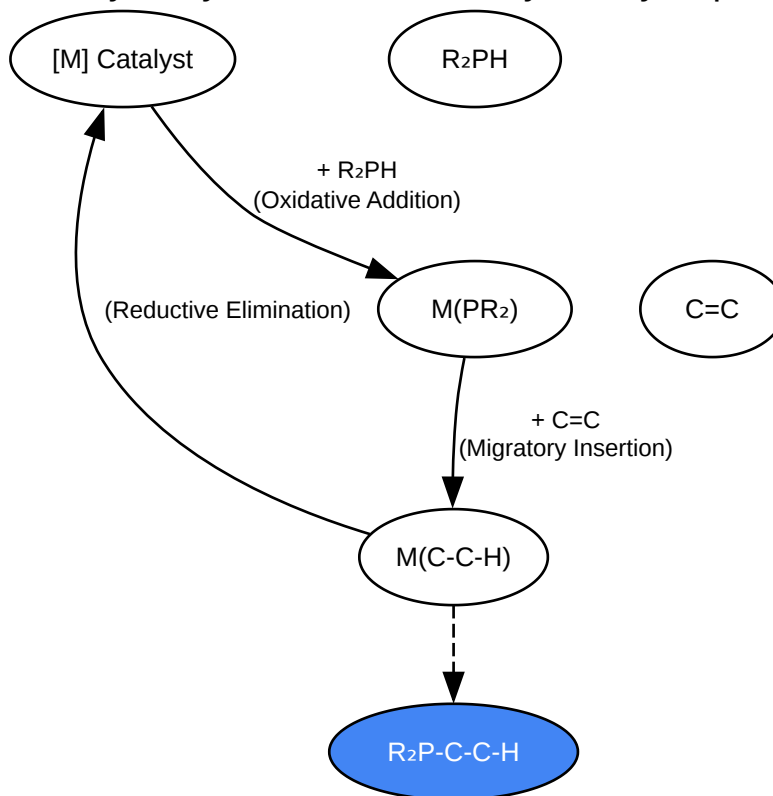 [M] Catalyst
R₂PH
+ R₂PH
(Oxidative Addition)
(Reductive Elimination)
M(PR₂)
C=C
+ C=C
(Migratory Insertion)
M(C-C-H)
R₂P-C-C-H